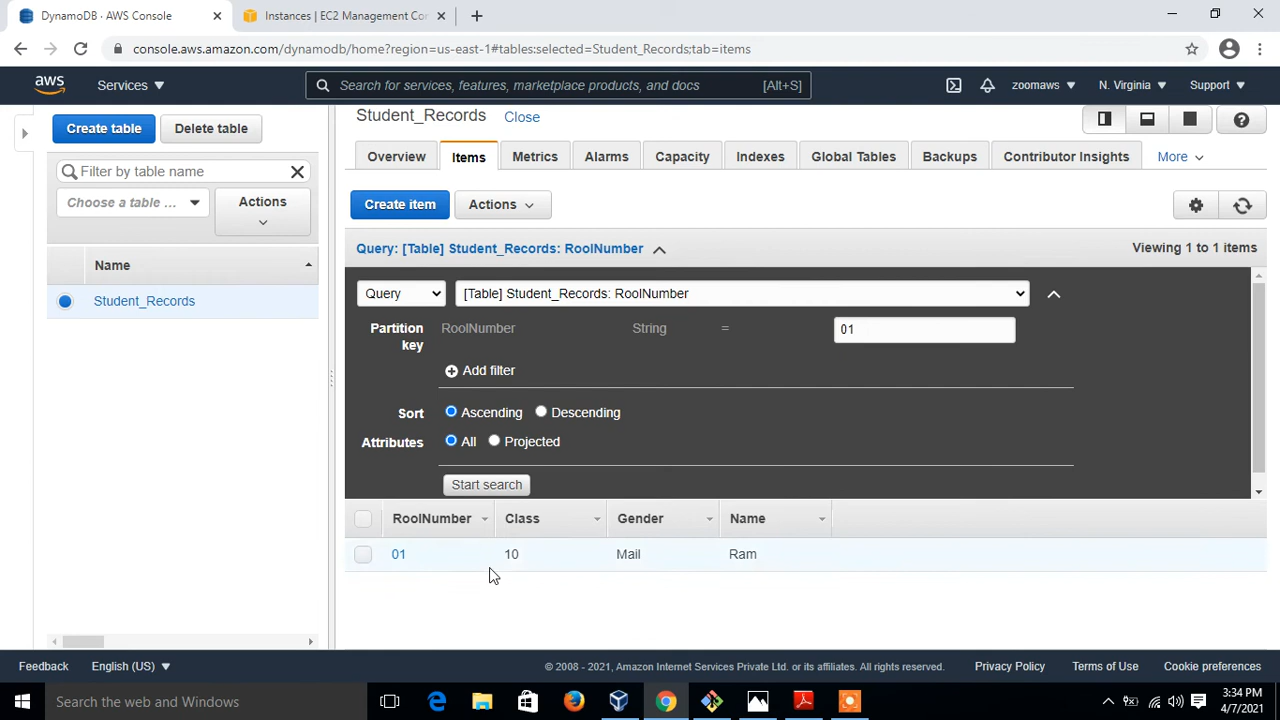 DynamoDB · AWS Console
Instances | EC2 Management Con
console.aws.amazon.com/dynamodb/home?region=us-east-1#tables:selected=Student_Records;tab=items
aws Services Search for services, features, marketplace products, and docs [Alt+S] zoomaws N. Virginia Support
Create table Delete table
Filter by table name
Choose a table ... Actions
Name
Student_Records
Student_Records Close
Overview Items Metrics Alarms Capacity Indexes Global Tables Backups Contributor Insights More
Create item Actions
Query: [Table] Student_Records: RoolNumber Viewing 1 to 1 items
Query [Table] Student_Records: RoolNumber
Partition key RoolNumber String = 01
Add filter
Sort Ascending Descending
Attributes All Projected
Start search
RoolNumber Class Gender Name
01 10 Mail Ram
Feedback English (US) © 2008 - 2021, Amazon Internet Services Private Ltd. or its affiliates. All rights reserved. Privacy Policy Terms of Use Cookie preferences
Search the web and Windows
3:34 PM
4/7/2021